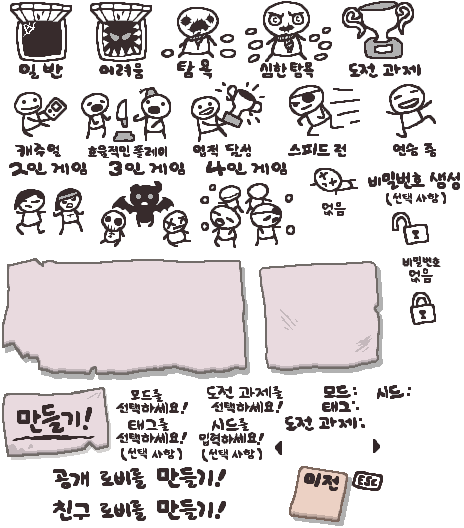 일반 어려움 탐욕 심한 탐욕 도전 과제
캐주얼 효율적인 플레이 업적 달성 스피드 런 연승 중
2인 게임 3인 게임 4인 게임
없음
비밀번호 생성
(선택 사항)
비밀번호
없음
만들기!
모드를
선택하세요!
태그를
선택하세요!
(선택 사항)
도전 과제를
선택하세요!
시드를
입력하세요!
(선택 사항)
모드: 시드:
태그:
도전 과제:
공개 로비를 만들기!
친구 로비를 만들기!
이전 ESC